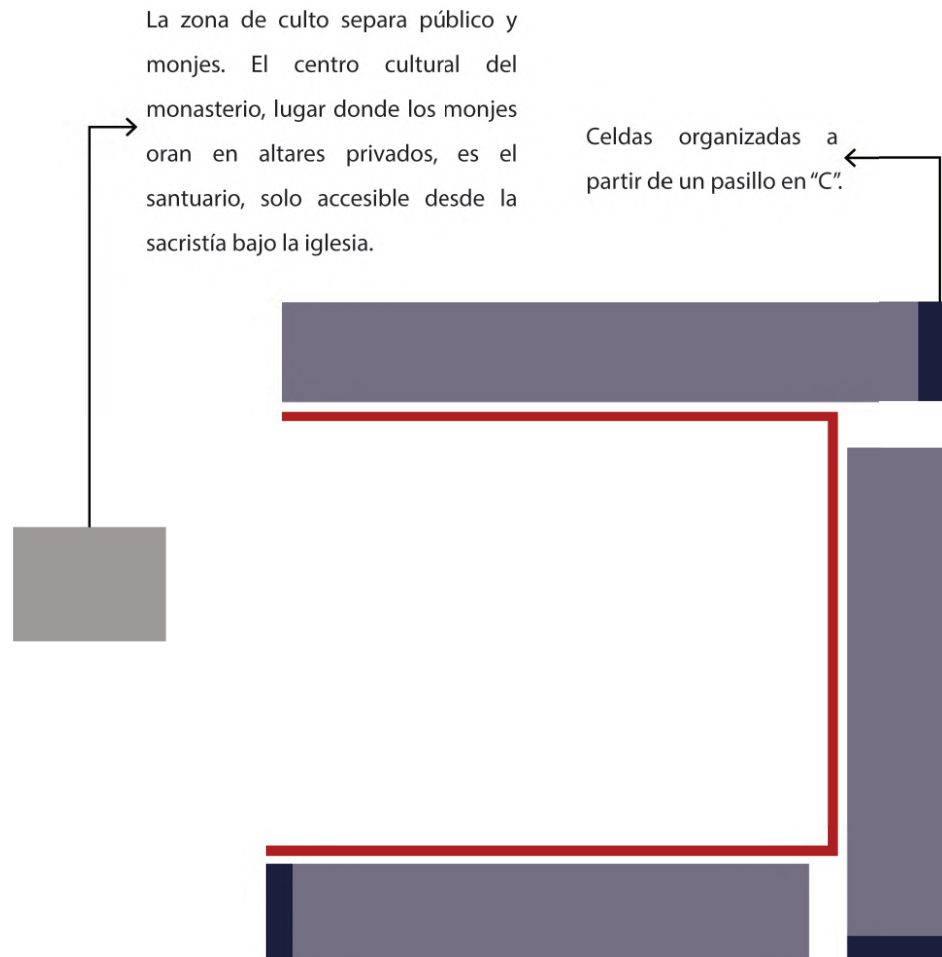 La zona de culto separa público y
monjes. El centro cultural del
monasterio, lugar donde los monjes
oran en altares privados, es el
santuario, solo accesible desde la
sacristía bajo la iglesia.
Celdas organizadas a
partir de un pasillo en “C”.